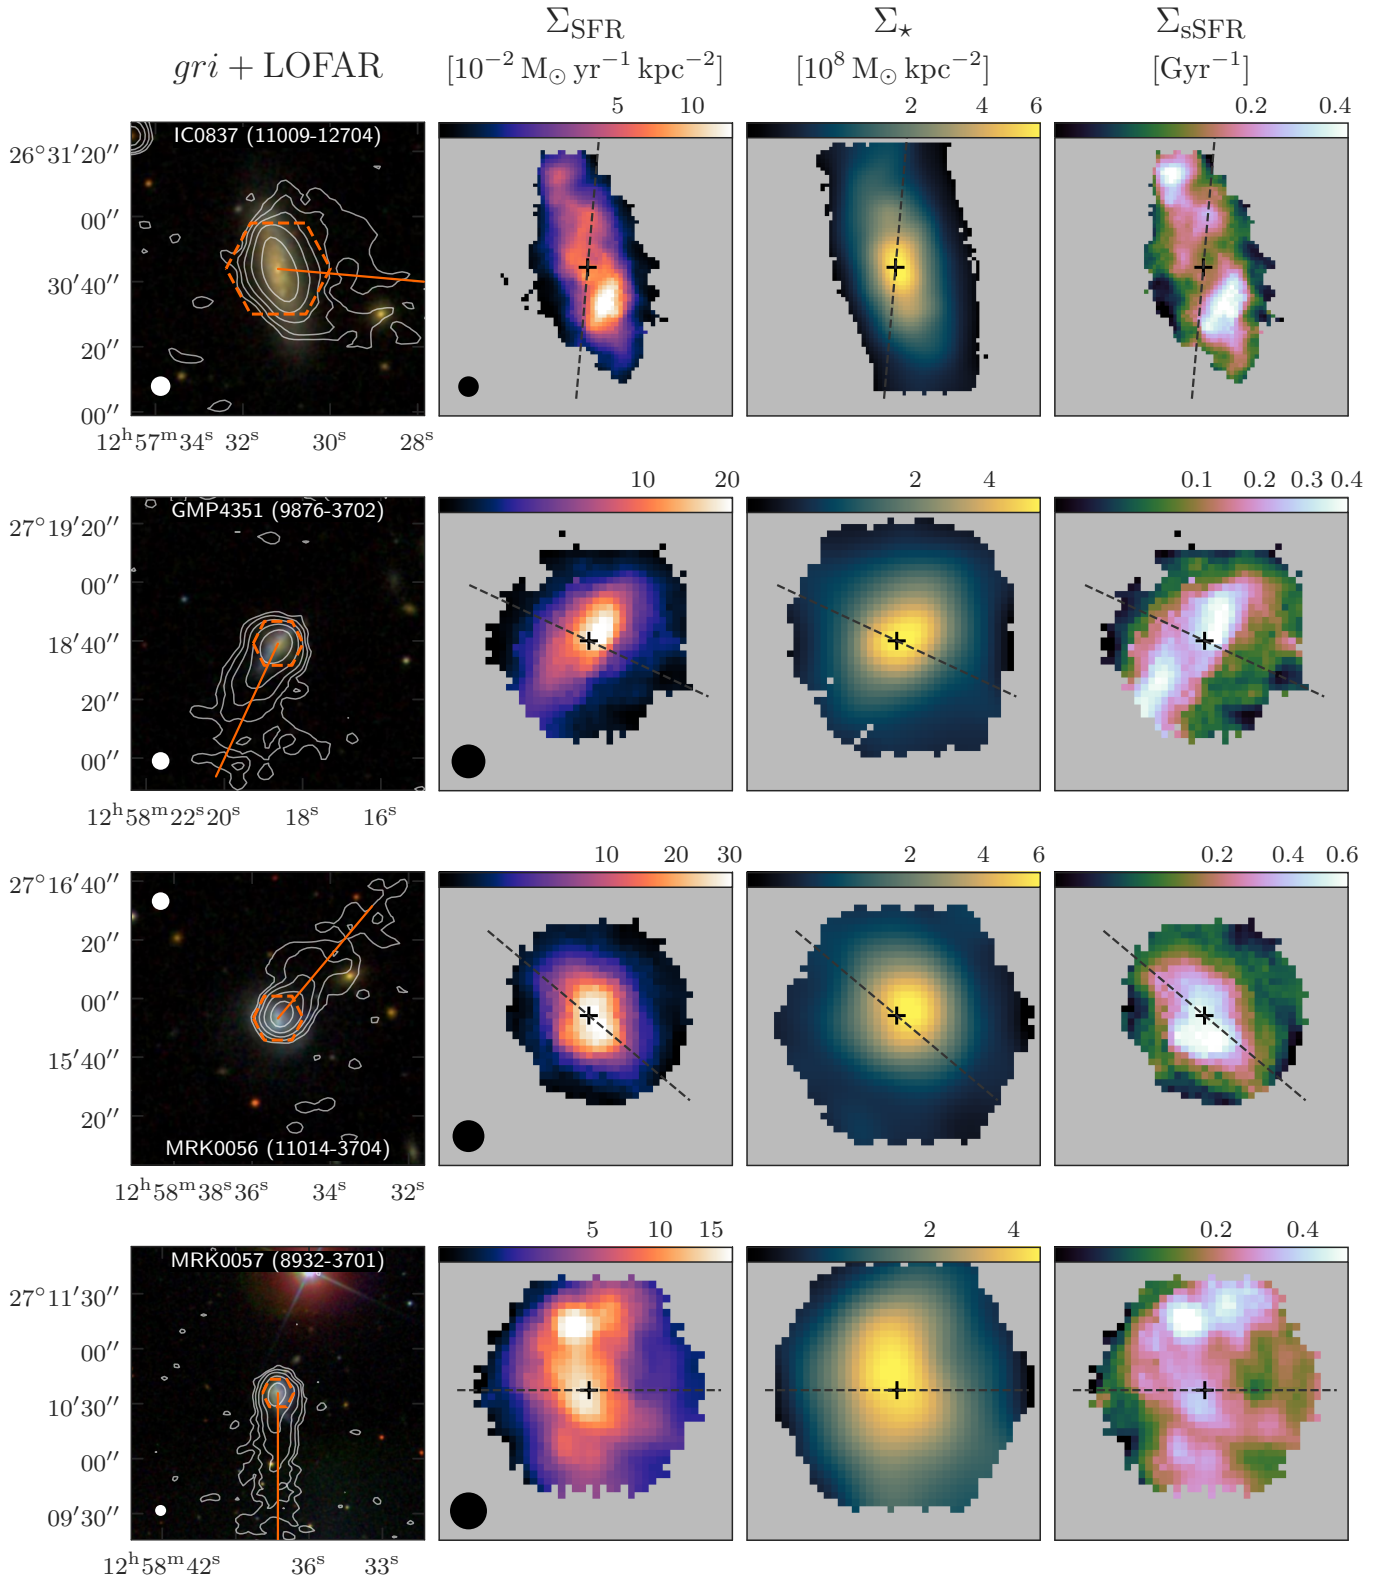 gri + LOFAR
Σ_SFR
[10⁻² M_⊙ yr⁻¹ kpc⁻²]
Σ_⋆
[10⁸ M_⊙ kpc⁻²]
Σ_sSFR
[Gyr⁻¹]
5 10
2 4 6
0.2 0.4
IC0837 (11009-12704)
26°31′20″
00″
30′40″
20″
00″
12ʰ57ᵐ34ˢ 32ˢ 30ˢ 28ˢ
10 20
2 4
0.1 0.2 0.3 0.4
GMP4351 (9876-3702)
27°19′20″
00″
18′40″
20″
00″
12ʰ58ᵐ22ˢ20ˢ 18ˢ 16ˢ
10 20 30
2 4 6
0.2 0.4 0.6
27°16′40″
20″
00″
15′40″
20″
MRK0056 (11014-3704)
12ʰ58ᵐ38ˢ36ˢ 34ˢ 32ˢ
5 10 15
2 4
0.2 0.4
MRK0057 (8932-3701)
27°11′30″
00″
10′30″
00″
09′30″
12ʰ58ᵐ42ˢ 36ˢ 33ˢ